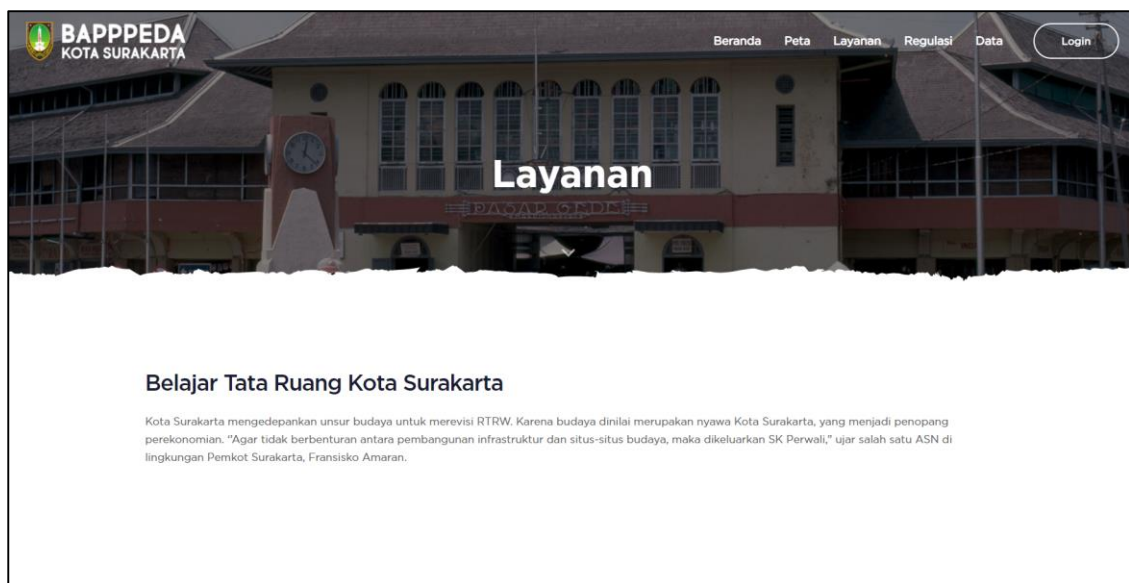 BAPPPEDA
KOTA SURAKARTA
Beranda Peta Layanan Regulasi Data Login
Layanan
PASAR GEDE
Belajar Tata Ruang Kota Surakarta
Kota Surakarta mengedepankan unsur budaya untuk merevisi RTRW. Karena budaya dinilai merupakan nyawa Kota Surakarta, yang menjadi penopang
perekonomian. "Agar tidak berbenturan antara pembangunan infrastruktur dan situs-situs budaya, maka dikeluarkan SK Perwali," ujar salah satu ASN di
lingkungan Pemkot Surakarta, Fransisko Amaran.